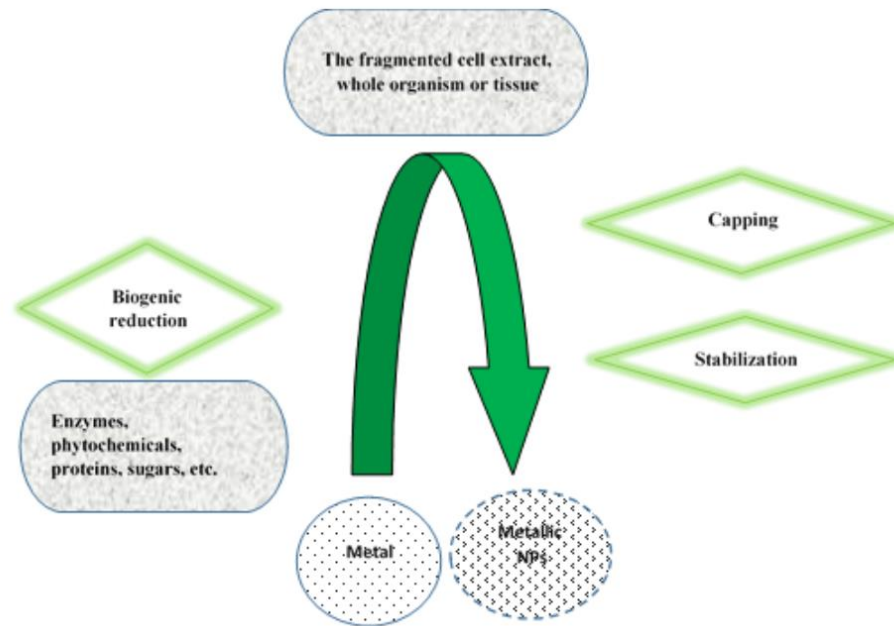 The fragmented cell extract,
whole organism or tissue
Capping
Biogenic
reduction
Stabilization
Enzymes,
phytochemicals,
proteins, sugars, etc.
Metal
Metallic
NPs